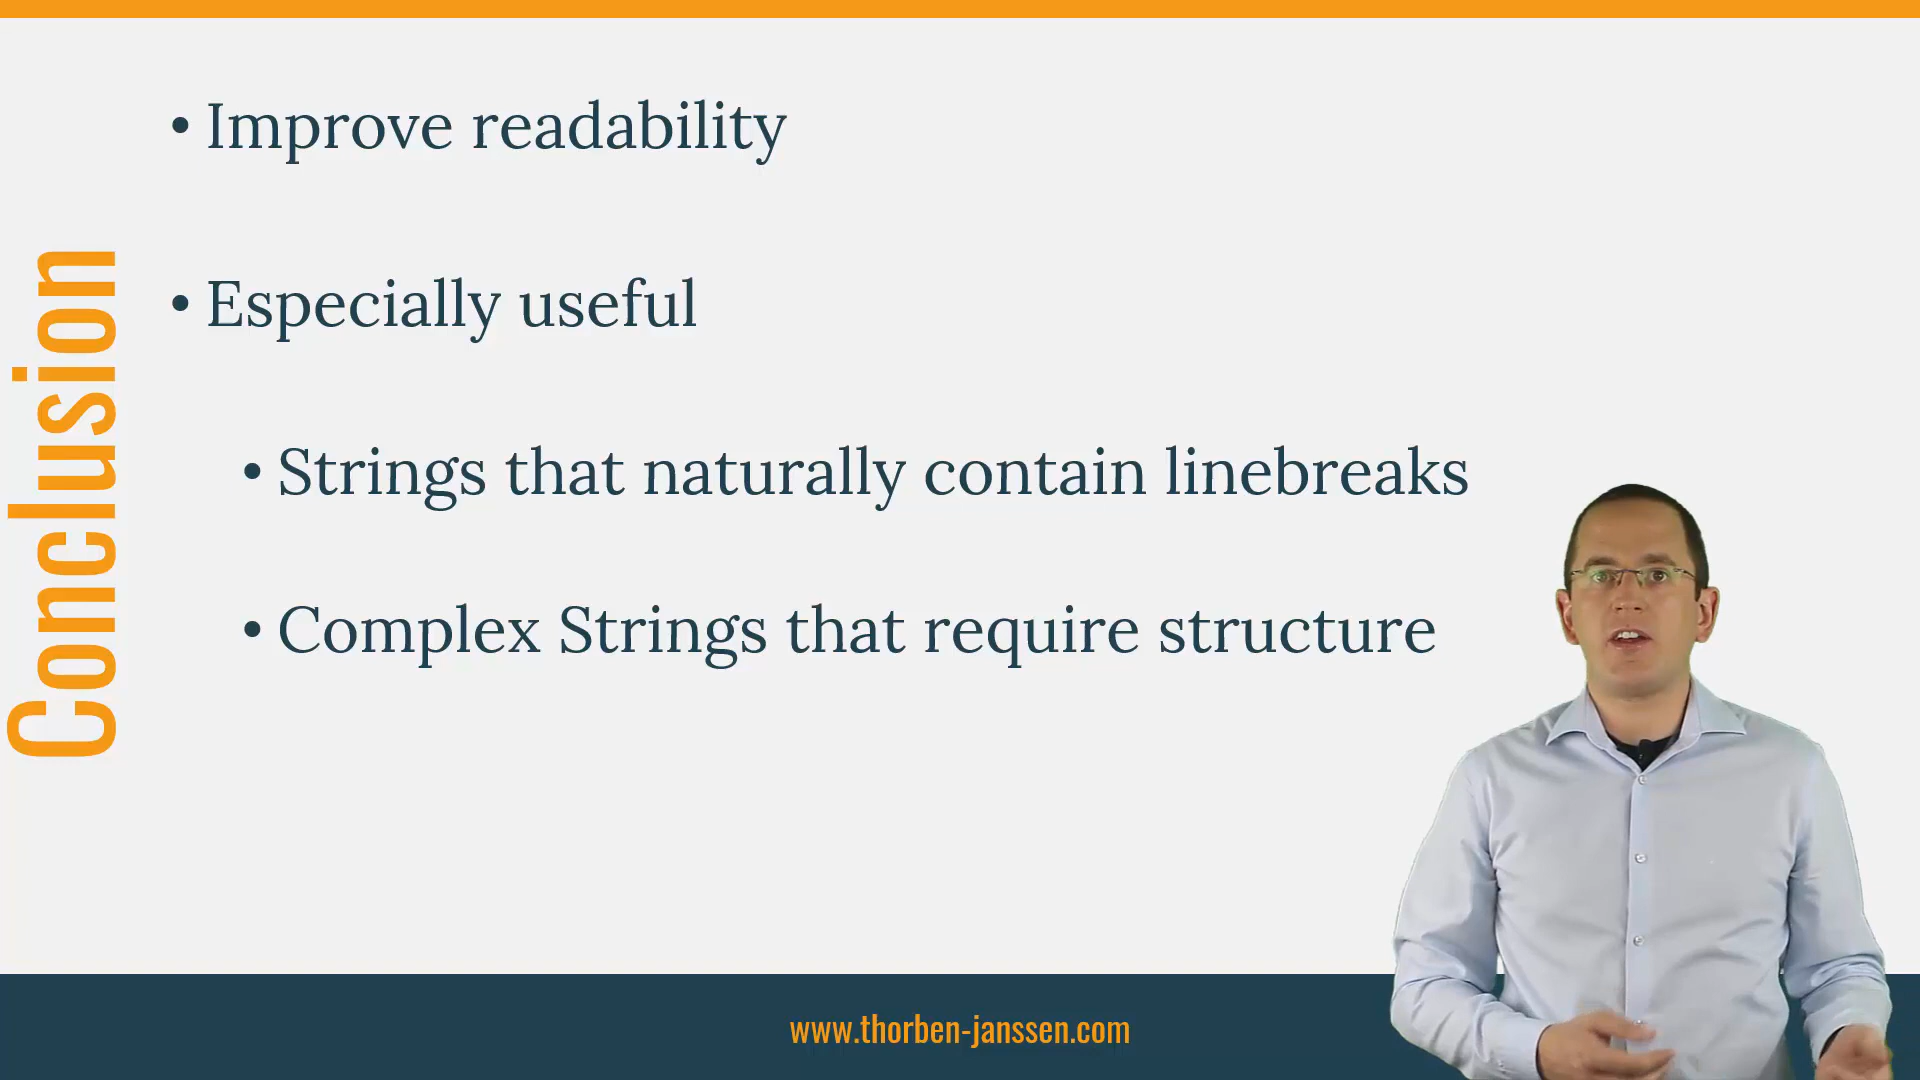 Conclusion
• Improve readability
• Especially useful
• Strings that naturally contain linebreaks
• Complex Strings that require structure
www.thorben-janssen.com